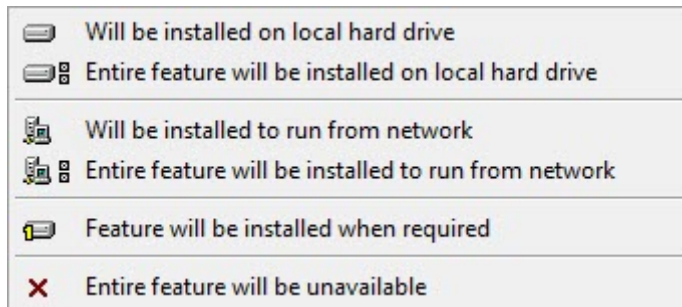 Will be installed on local hard drive
Entire feature will be installed on local hard drive
Will be installed to run from network
Entire feature will be installed to run from network
Feature will be installed when required
Entire feature will be unavailable